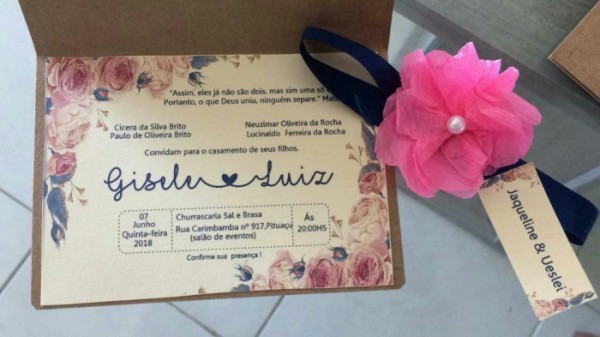 "Assim, eles já não são dois, mas sim uma só
Portanto, o que Deus uniu, ninguém separe."
Cicera da Silva Brito
Paulo de Oliveira Brito
Neuzimar Oliveira da Rocha
Lucinaldo Ferreira da Rocha
Convidam para o casamento de seus filhos.
Gisele Luiz
07
Junho
Quinta-feira
2018
Churrascaria Sal e Brasa
Rua Carimbamba nº 917,Pituaçu
(salão de eventos)
Às
20:00HS
Confirme sua presença !
Jaqueline & Ueslei